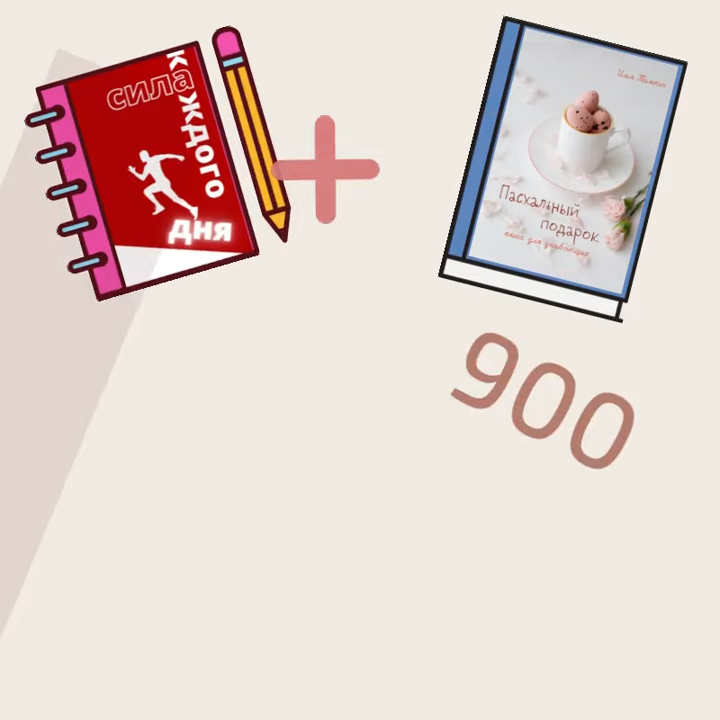 сила
каждого
дня
Пасхальный
подарок
900